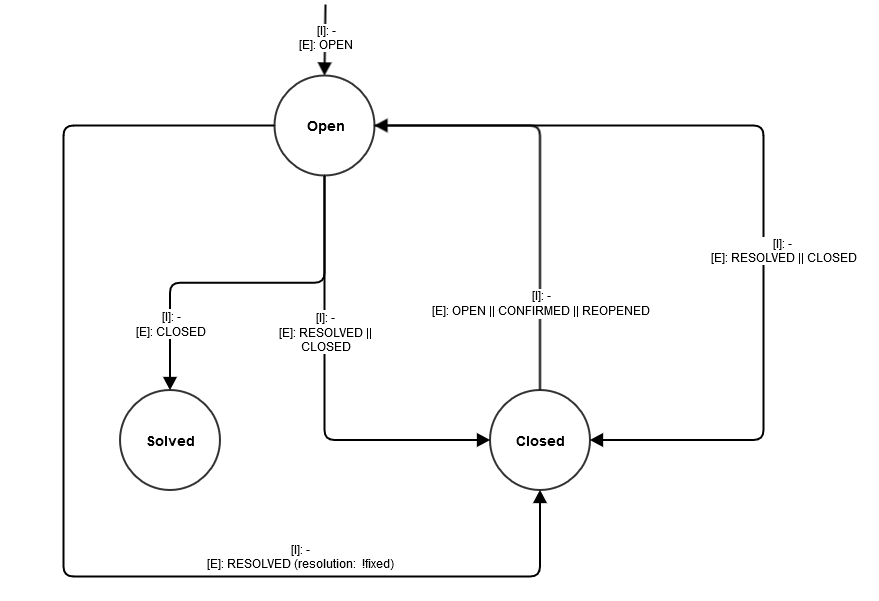 [I]: -
[E]: OPEN
Open
[I]: -
[E]: RESOLVED || CLOSED
[I]: -
[E]: OPEN || CONFIRMED || REOPENED
[I]: -
[E]: CLOSED
[I]: -
[E]: RESOLVED ||
CLOSED
Solved
Closed
[I]: -
[E]: RESOLVED (resolution: !fixed)